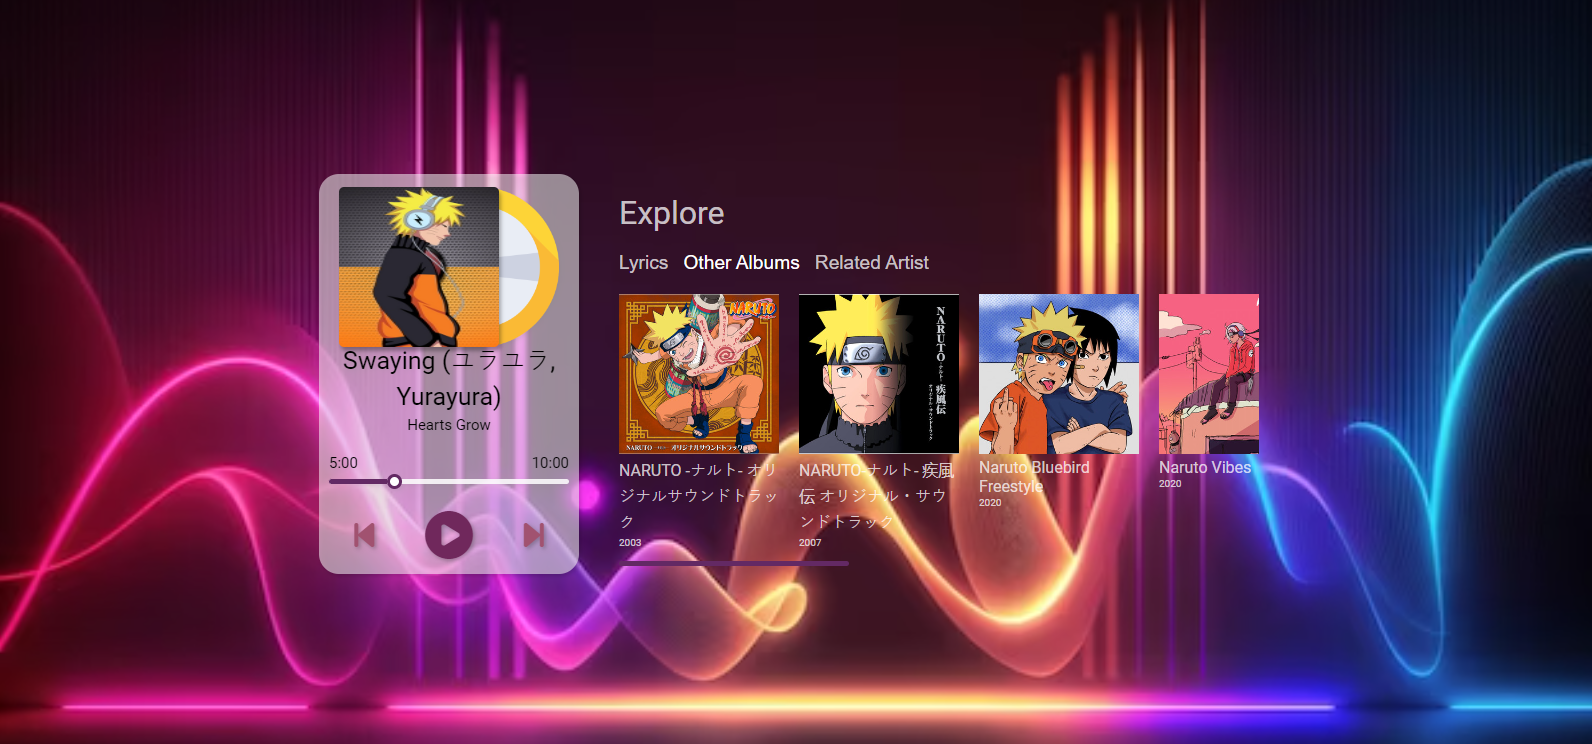 Explore
Lyrics Other Albums Related Artist
Swaying (ユラユラ,
Yurayura)
Hearts Grow
5:00 10:00
NARUTO
NARUTO -ナルト- オリ
ジナルサウンドトラッ
ク
2003
NARUTO
疾風伝
NARUTO -ナルト- 疾風
伝 オリジナル・サウ
ンドトラック
2007
Naruto Bluebird
Freestyle
2020
Naruto Vibes
2020